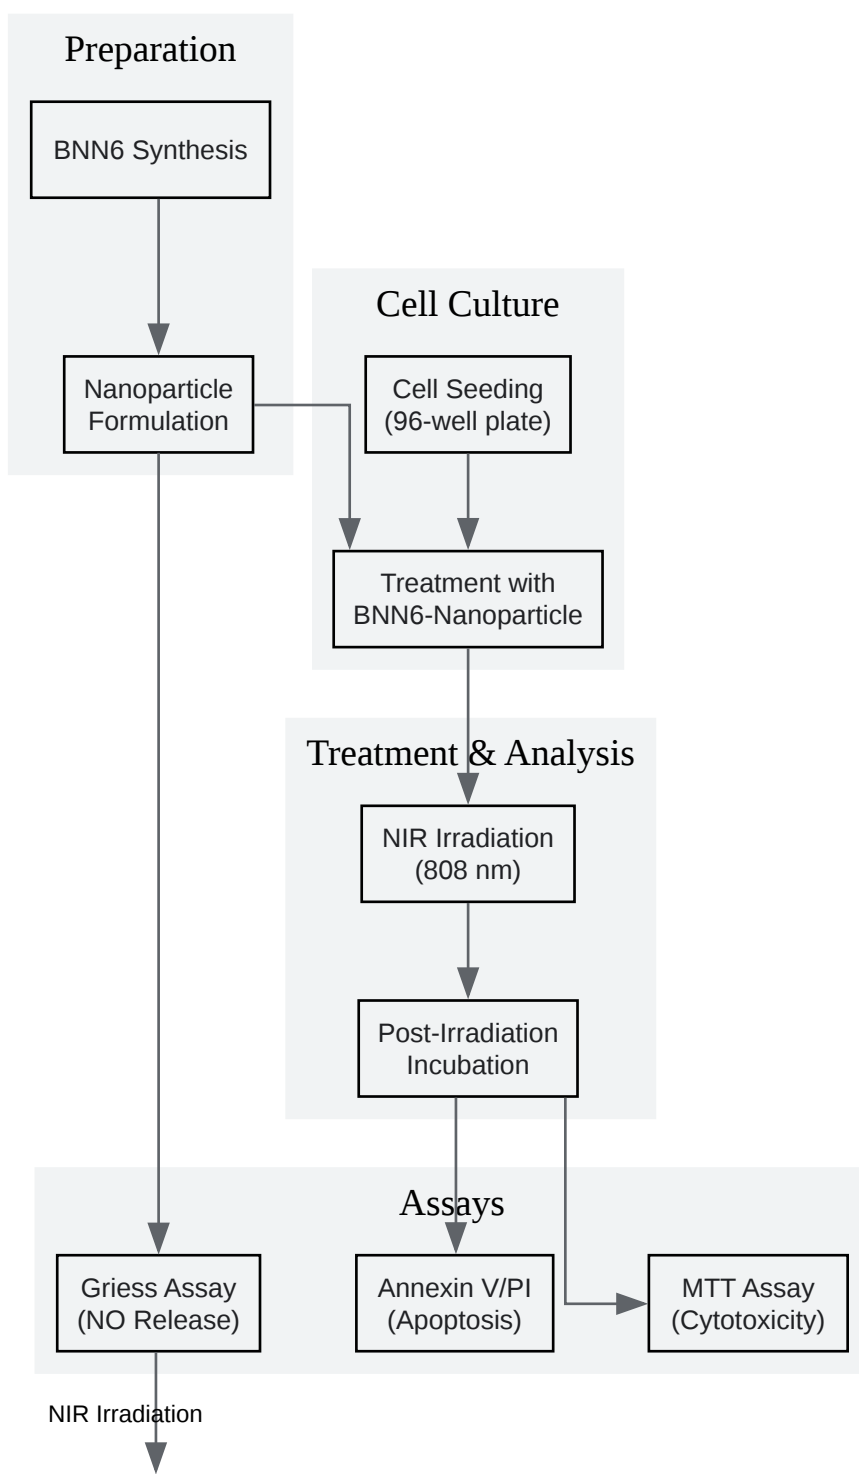 Preparation
BNN6 Synthesis
Nanoparticle
Formulation
Cell Culture
Cell Seeding
(96-well plate)
Treatment with
BNN6-Nanoparticle
Treatment & Analysis
NIR Irradiation
(808 nm)
Post-Irradiation
Incubation
Assays
Griess Assay
(NO Release)
Annexin V/PI
(Apoptosis)
MTT Assay
(Cytotoxicity)
NIR Irradiation